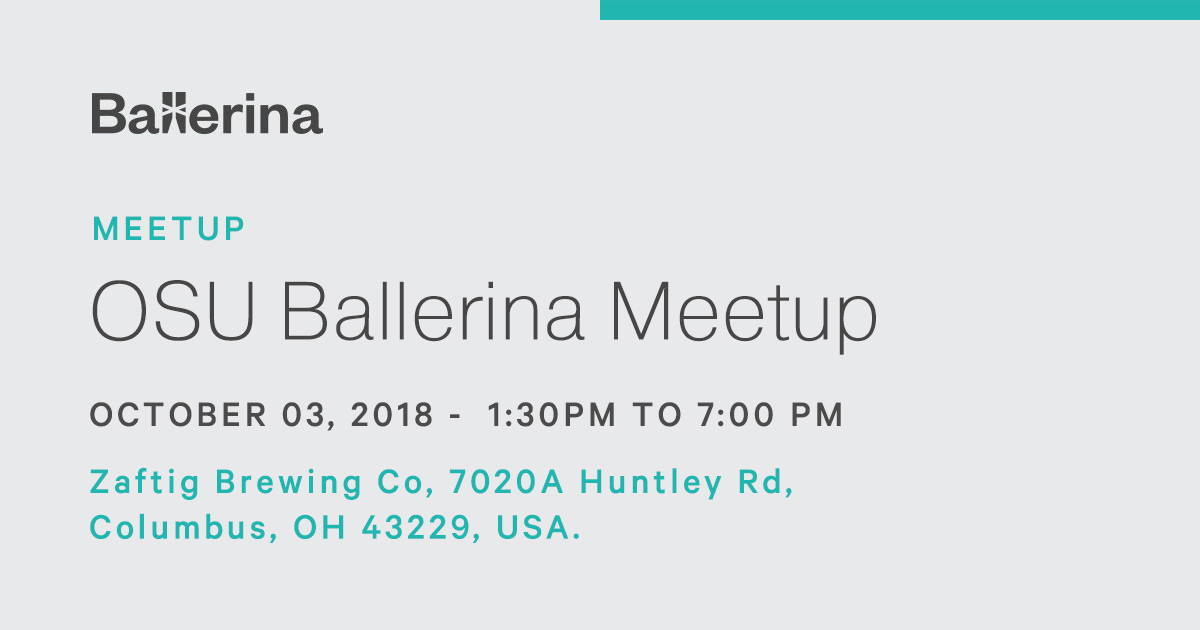 Ballerina
MEETUP
OSU Ballerina Meetup
OCTOBER 03, 2018 - 1:30PM TO 7:00 PM
Zaftig Brewing Co, 7020A Huntley Rd,
Columbus, OH 43229, USA.